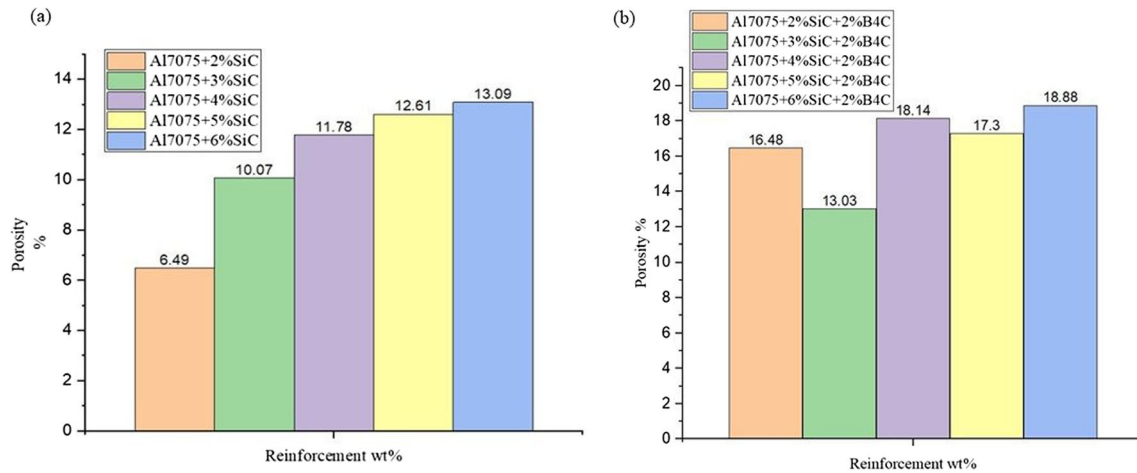 (a)
Al7075+2%SiC
Al7075+3%SiC
Al7075+4%SiC
Al7075+5%SiC
Al7075+6%SiC
14
12
10
8
6
4
2
0
Porosity
%
6.49
10.07
11.78
12.61
13.09
Reinforcement wt%
(b)
Al7075+2%SiC+2%B4C
Al7075+3%SiC+2%B4C
Al7075+4%SiC+2%B4C
Al7075+5%SiC+2%B4C
Al7075+6%SiC+2%B4C
20
18
16
14
12
10
8
6
4
2
0
Porosity %
16.48
13.03
18.14
17.3
18.88
Reinforcement wt%